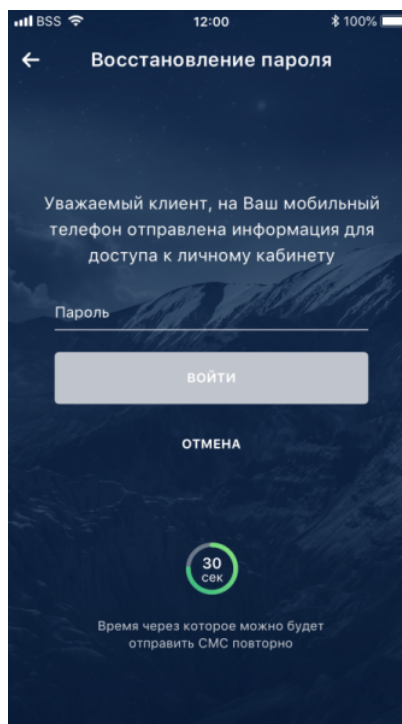 BSS 12:00 100%
Восстановление пароля
Уважаемый клиент, на Ваш мобильный
телефон отправлена информация для
доступа к личному кабинету
Пароль
ВОЙТИ
ОТМЕНА
30
сек
Время через которое можно будет
отправить СМС повторно